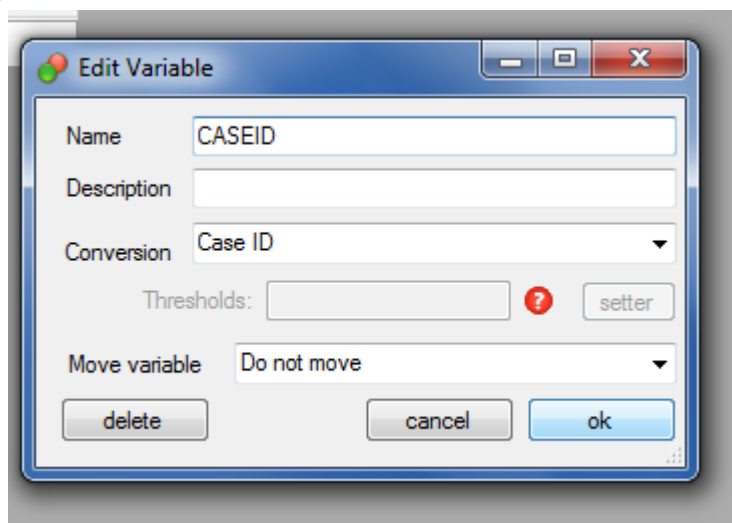 Edit Variable
Name CASEID
Description
Conversion Case ID
Thresholds: ? setter
Move variable Do not move
delete cancel ok